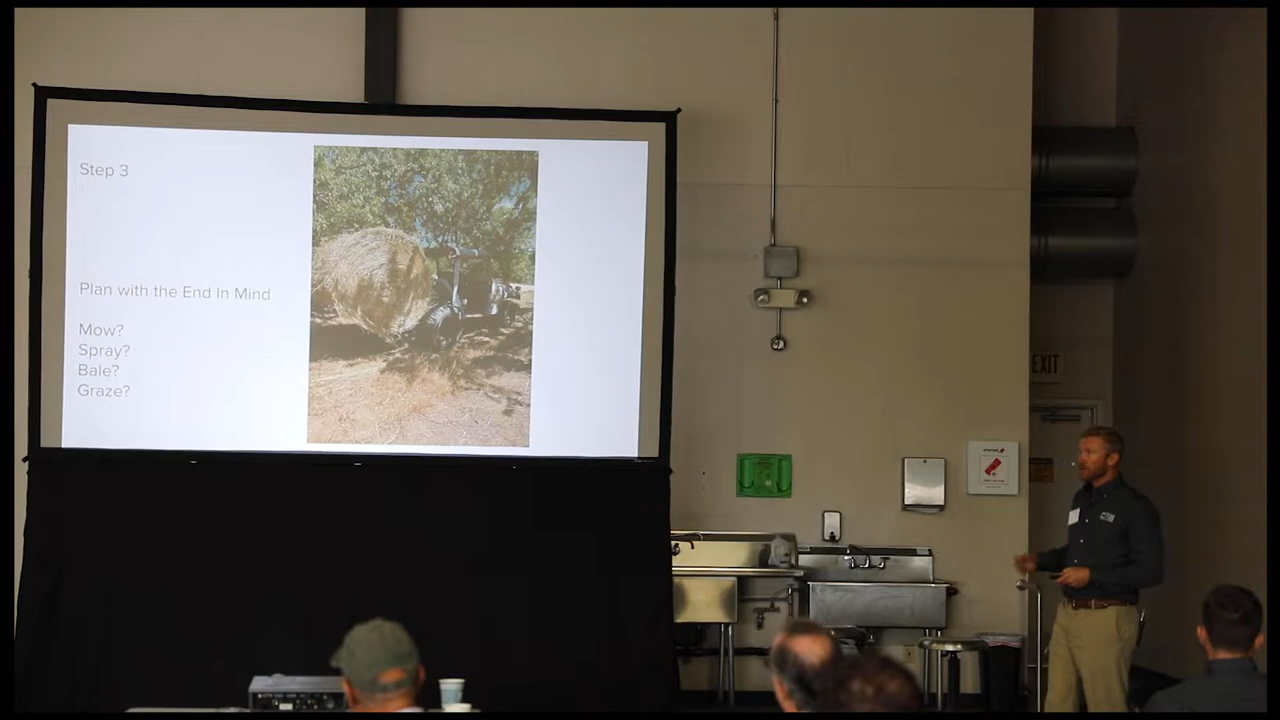 Step 3
Plan with the End In Mind
Mow?
Spray?
Bale?
Graze?
EXIT